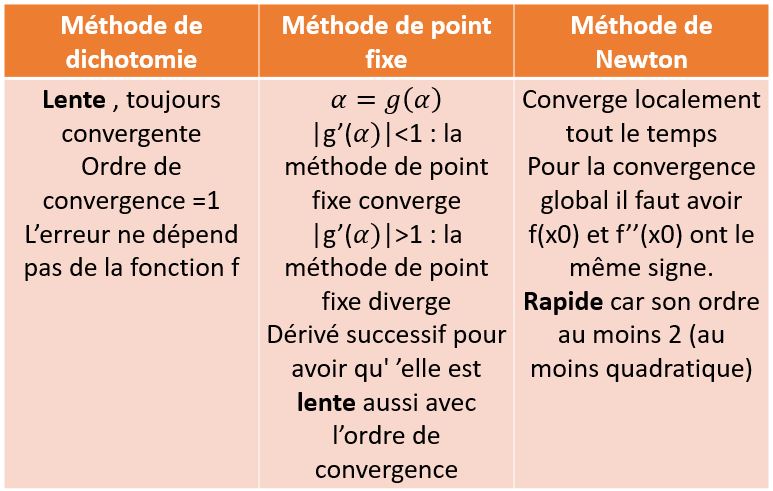 Méthode de
dichotomie
Méthode de point
fixe
Méthode de
Newton
Lente , toujours
convergente
Ordre de
convergence =1
L’erreur ne dépend
pas de la fonction f
𝛼 = 𝑔(𝛼)
|g’(𝛼)|<1 : la
méthode de point
fixe converge
|g’(𝛼)|>1 : la
méthode de point
fixe diverge
Dérivé successif pour
avoir qu' ’elle est
lente aussi avec
l’ordre de
convergence
Converge localement
tout le temps
Pour la convergence
global il faut avoir
f(x0) et f’’(x0) ont le
même signe.
Rapide car son ordre
au moins 2 (au
moins quadratique)